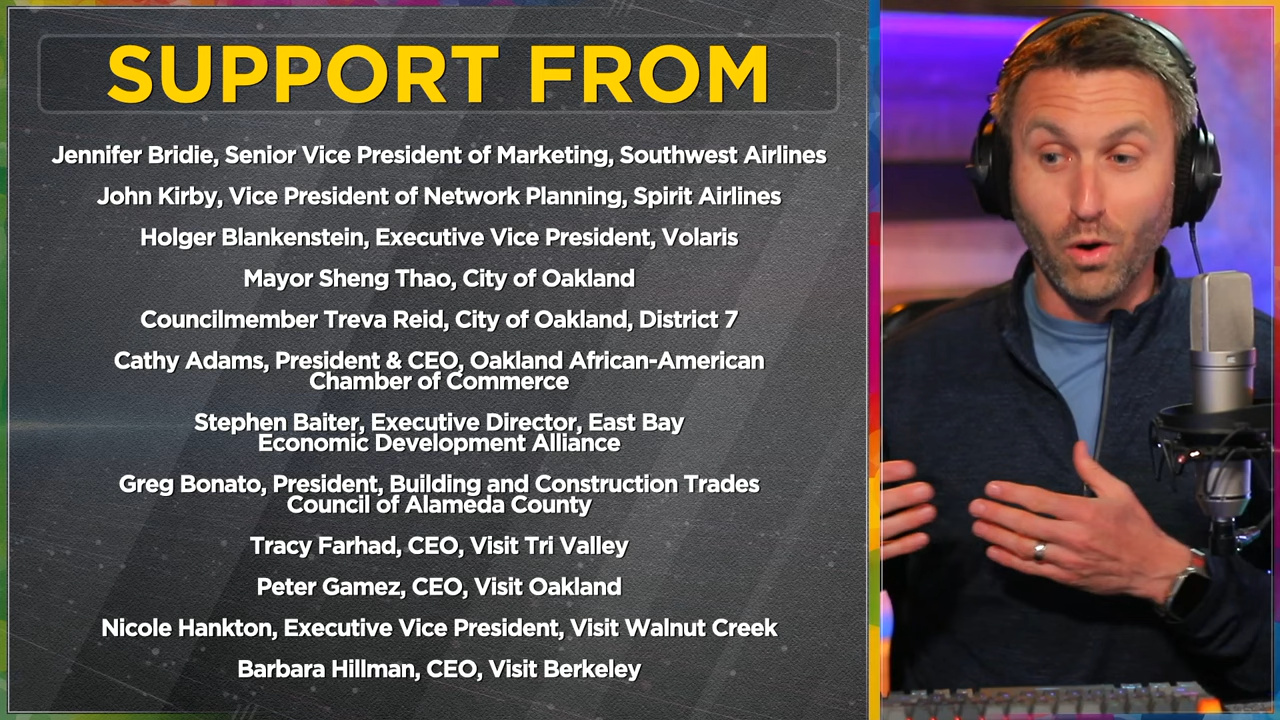 SUPPORT FROM
Jennifer Bridie, Senior Vice President of Marketing, Southwest Airlines
John Kirby, Vice President of Network Planning, Spirit Airlines
Holger Blankenstein, Executive Vice President, Volaris
Mayor Sheng Thao, City of Oakland
Councilmember Treva Reid, City of Oakland, District 7
Cathy Adams, President & CEO, Oakland African-American
Chamber of Commerce
Stephen Baiter, Executive Director, East Bay
Economic Development Alliance
Greg Bonato, President, Building and Construction Trades
Council of Alameda County
Tracy Farhad, CEO, Visit Tri Valley
Peter Gamez, CEO, Visit Oakland
Nicole Hankton, Executive Vice President, Visit Walnut Creek
Barbara Hillman, CEO, Visit Berkeley